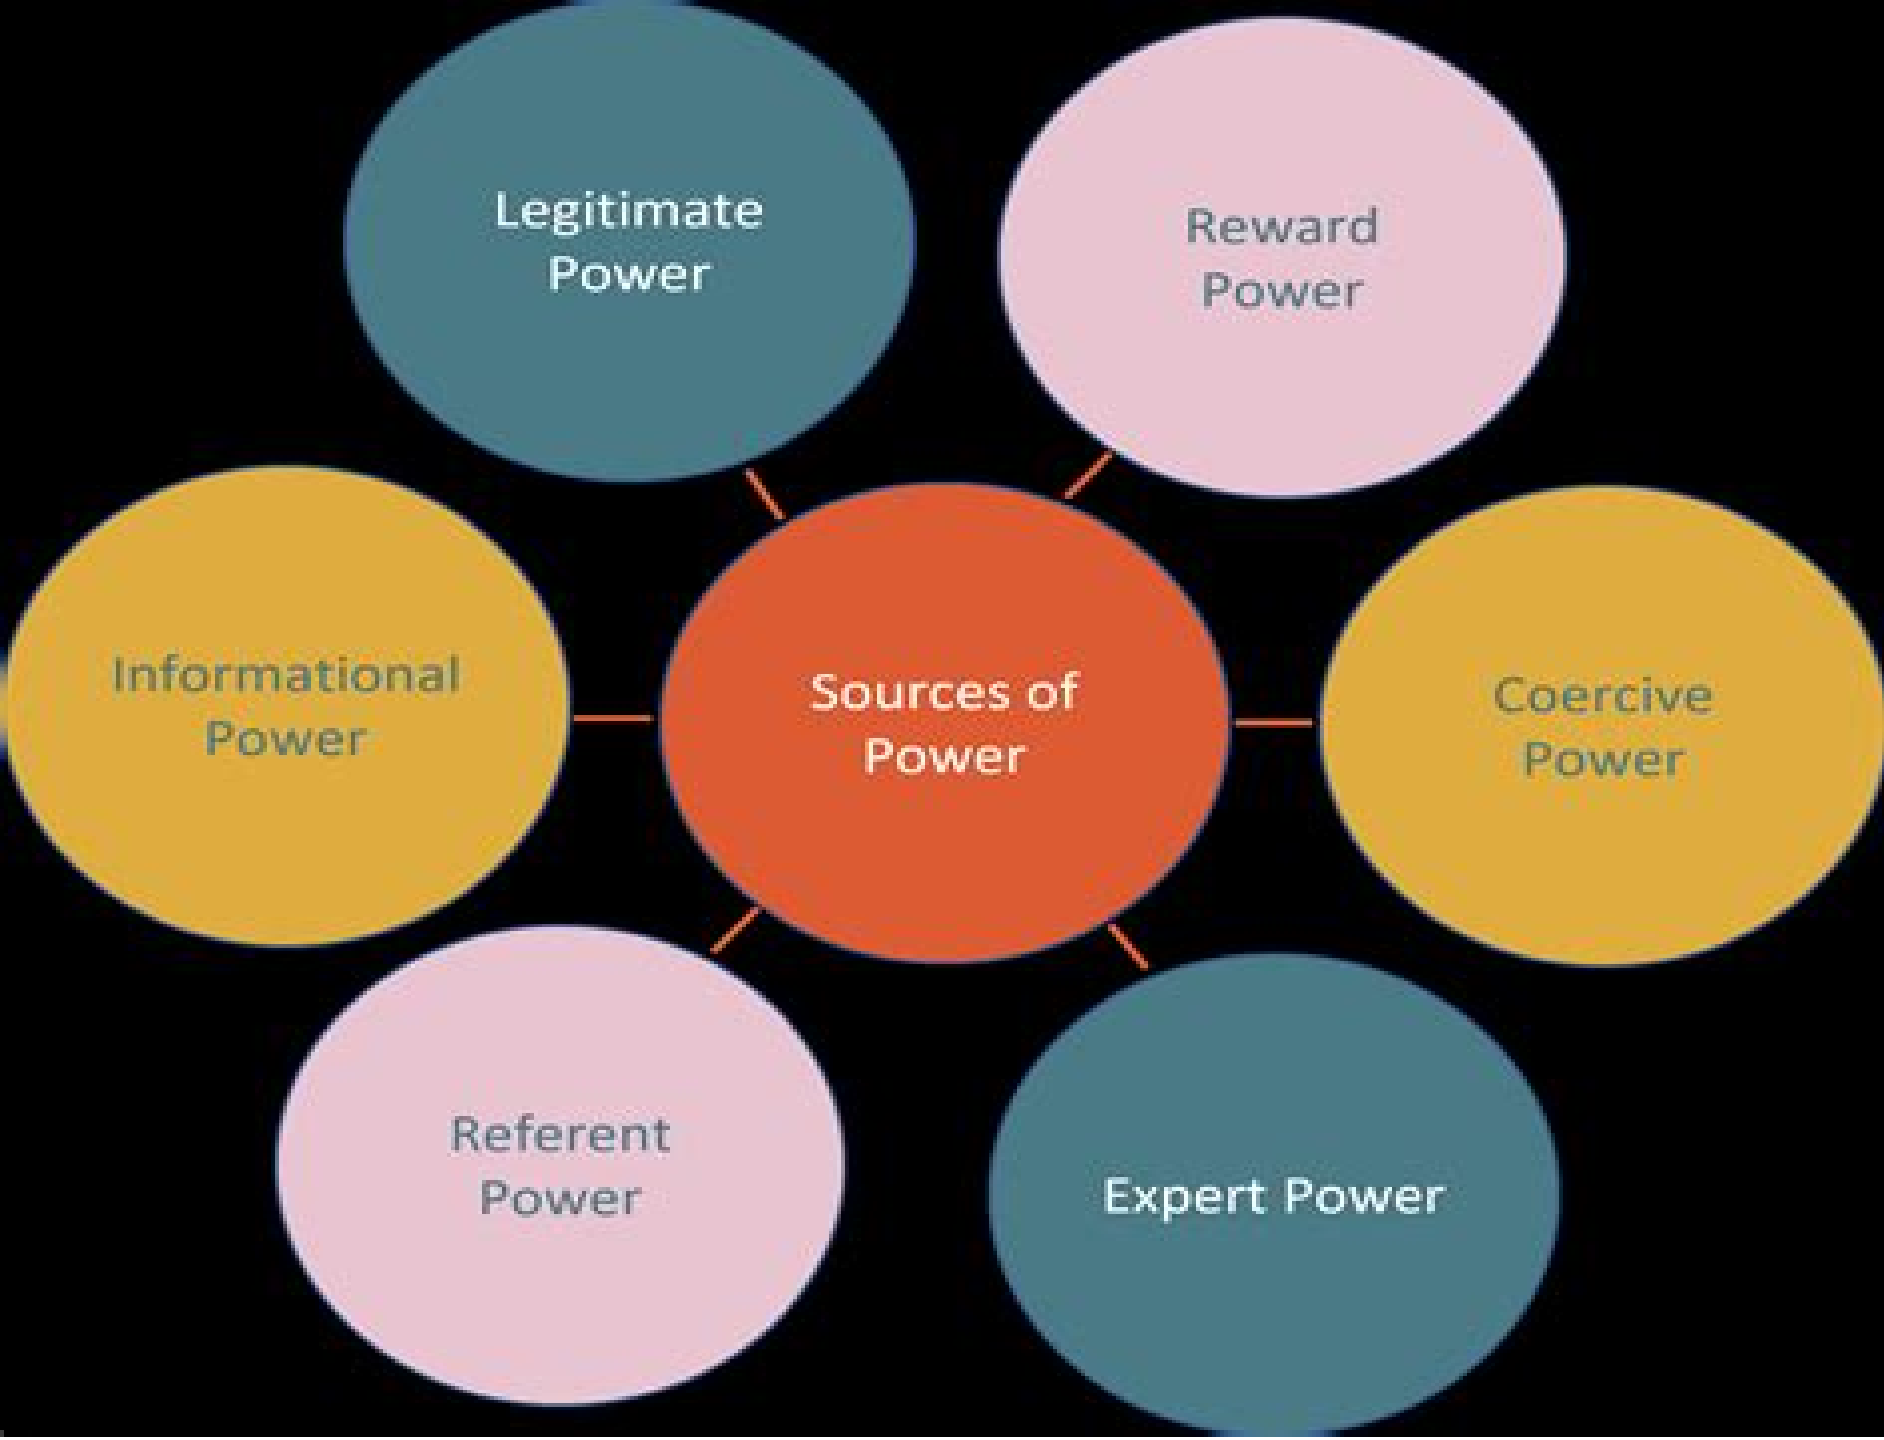 Legitimate
Power
Reward
Power
Informational
Power
Sources of
Power
Coercive
Power
Referent
Power
Expert Power